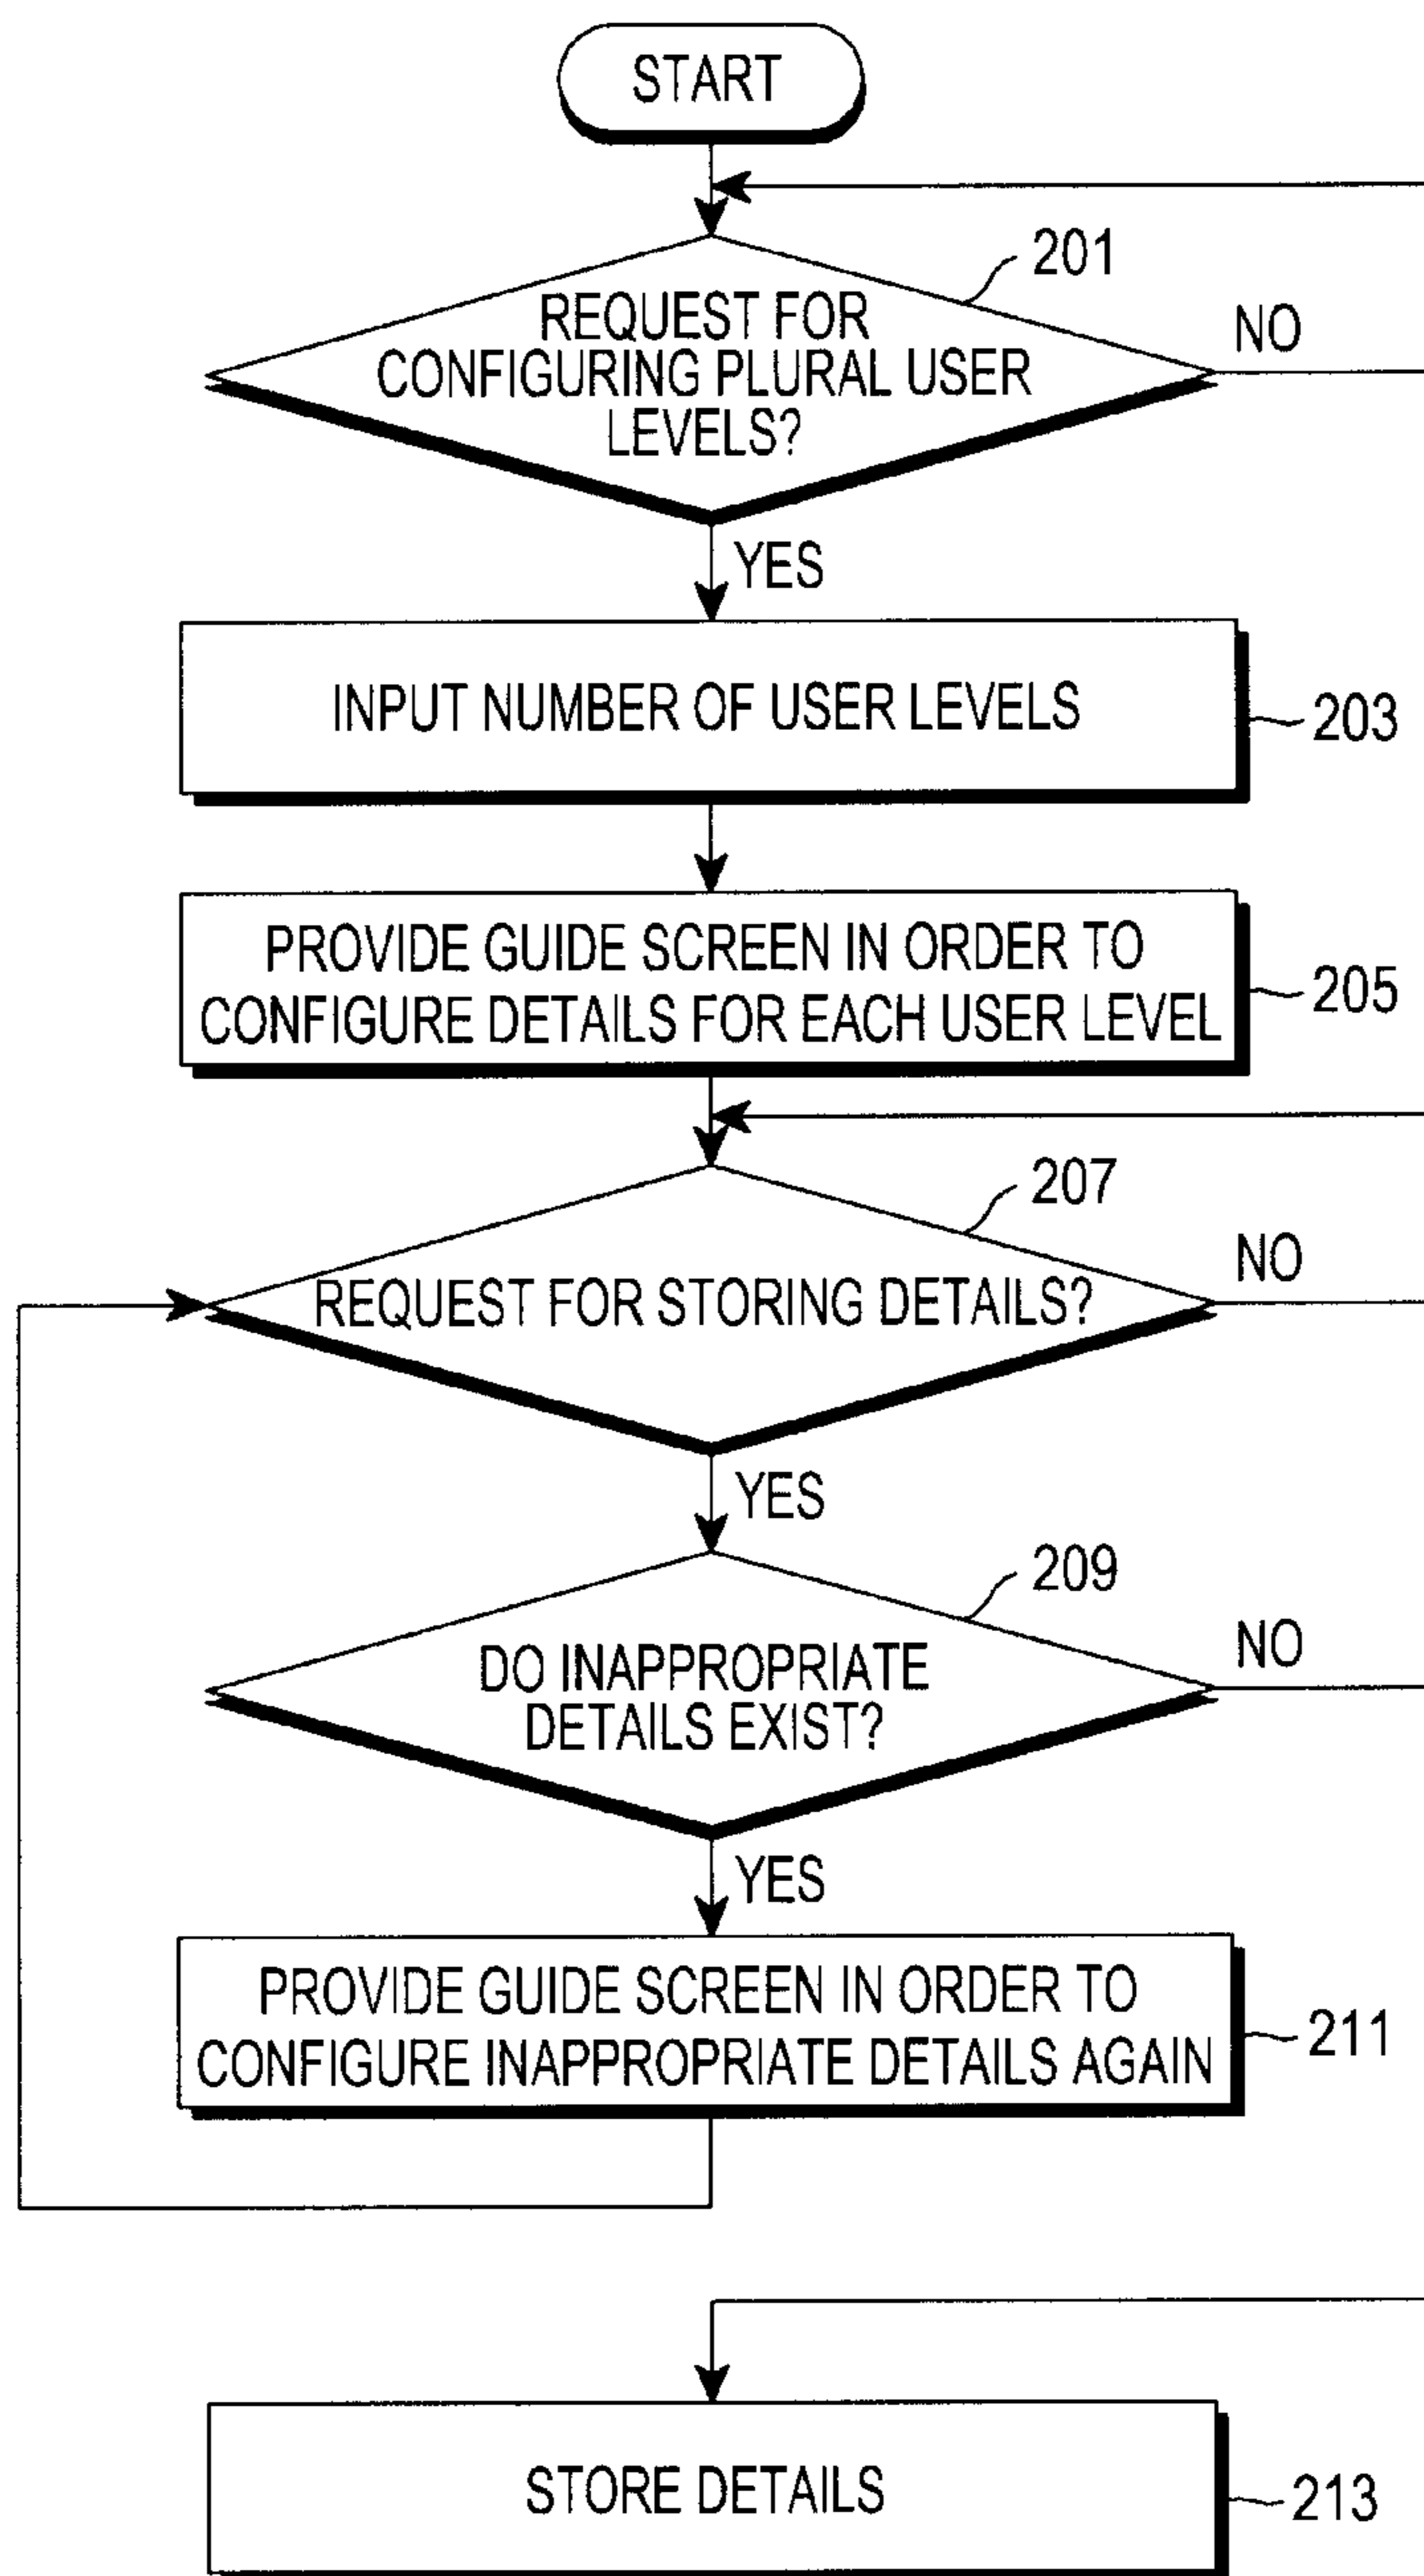 START
201
REQUEST FOR
CONFIGURING PLURAL USER
LEVELS?
NO
YES
INPUT NUMBER OF USER LEVELS
203
PROVIDE GUIDE SCREEN IN ORDER TO
CONFIGURE DETAILS FOR EACH USER LEVEL
205
207
REQUEST FOR STORING DETAILS?
NO
YES
209
DO INAPPROPRIATE
DETAILS EXIST?
NO
YES
PROVIDE GUIDE SCREEN IN ORDER TO
CONFIGURE INAPPROPRIATE DETAILS AGAIN
211
STORE DETAILS
213